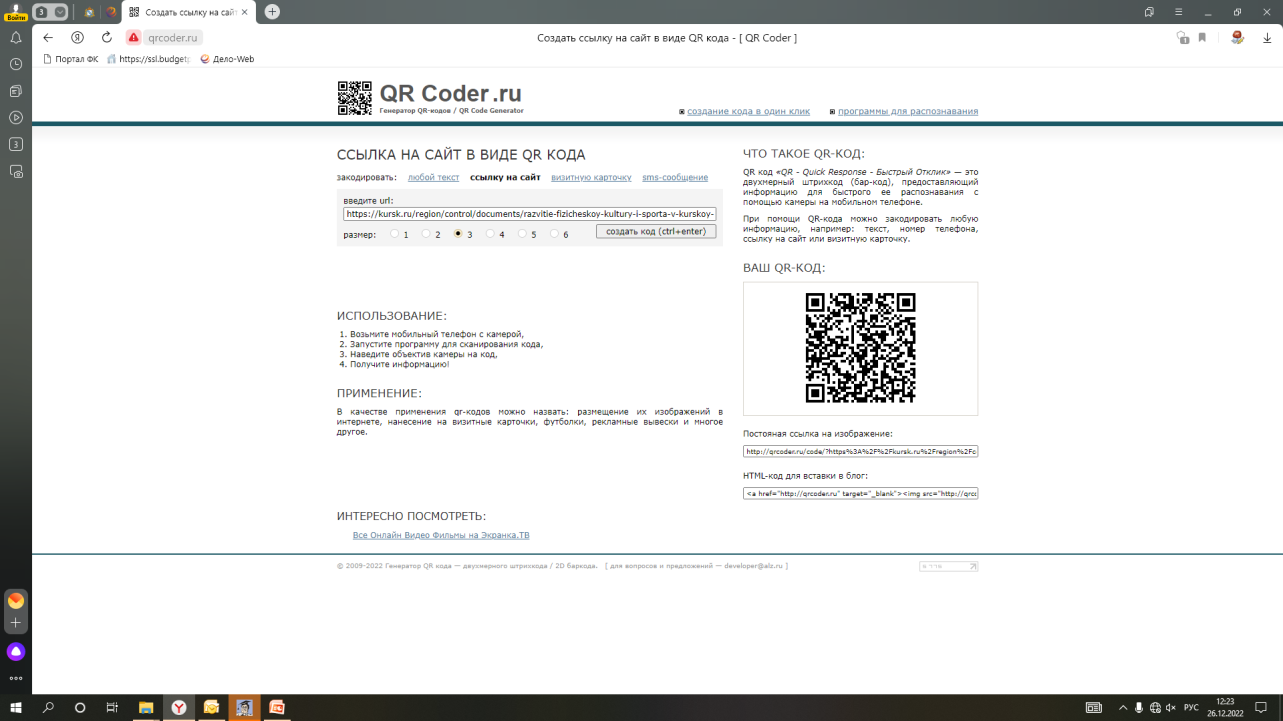 Войти
3
Создать ссылку на сайт
qrcoder.ru
Создать ссылку на сайт в виде QR кода - [ QR Coder ]
1
Портал ФК
https://ssl.budgetp
Дело-Web
3
QR Coder.ru
Генератор QR-кодов / QR Code Generator
создание кода в один клик
программы для распознавания
ССЫЛКА НА САЙТ В ВИДЕ QR КОДА
закодировать: любой текст ссылку на сайт визитную карточку sms-сообщение
введите url:
https://kursk.ru/region/control/documents/razvitie-fizicheskoy-kultury-i-sporta-v-kurskoy-
размер: 1 2 3 4 5 6
создать код (ctrl+enter)
ИСПОЛЬЗОВАНИЕ:
1. Возьмите мобильный телефон с камерой,
2. Запустите программу для сканирования кода,
3. Наведите объектив камеры на код,
4. Получите информацию!
ПРИМЕНЕНИЕ:
В качестве применения qr-кодов можно назвать: размещение их изображений в
интернете, нанесение на визитные карточки, футболки, рекламные вывески и многое
другое.
ИНТЕРЕСНО ПОСМОТРЕТЬ:
Все Онлайн Видео Фильмы на Экранка.ТВ
ЧТО ТАКОЕ QR-КОД:
QR код «QR - Quick Response - Быстрый Отклик» — это
двухмерный штрихкод (бар-код), предоставляющий
информацию для быстрого ее распознавания с
помощью камеры на мобильном телефоне.
При помощи QR-кода можно закодировать любую
информацию, например: текст, номер телефона,
ссылку на сайт или визитную карточку.
ВАШ QR-КОД:
Постоянная ссылка на изображение:
http://qrcoder.ru/code/?https%3A%2F%2Fkursk.ru%2Fregion%2Fc
HTML-код для вставки в блог:
<a href="http://qrcoder.ru" target="_blank"><img src="http://qrcc
© 2009-2022 Генератор QR кода — двухмерного штрихкода / 2D баркода. [ для вопросов и предложений — developer@alz.ru ]
РУС
12:23
26.12.2022